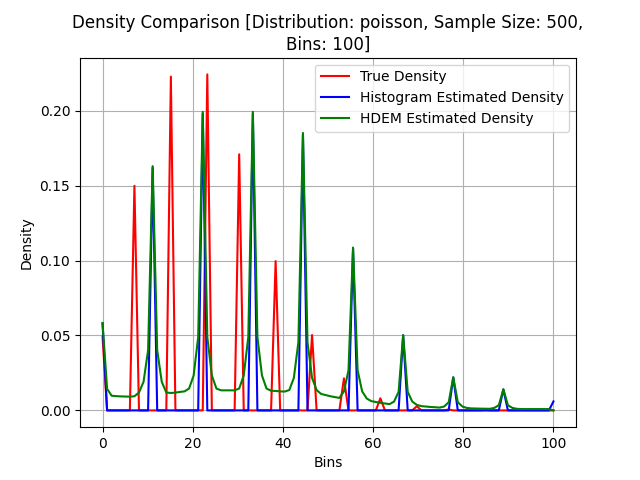 Density Comparison [Distribution: poisson, Sample Size: 500,
Bins: 100]
True Density
Histogram Estimated Density
HDEM Estimated Density
Density
0.20
0.15
0.10
0.05
0.00
0 20 40 60 80 100
Bins